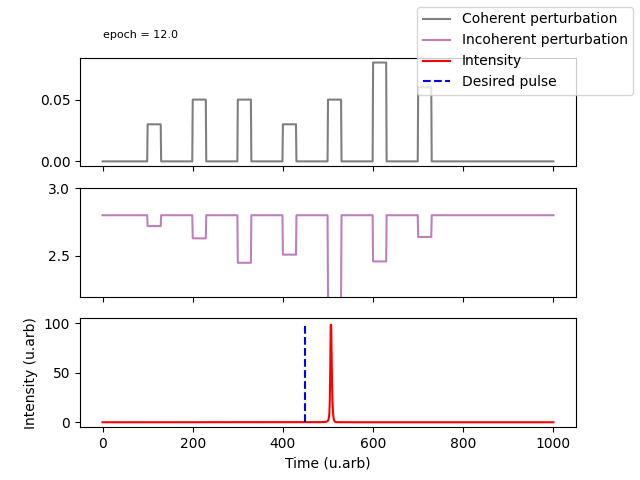 Coherent perturbation
Incoherent perturbation
Intensity
Desired pulse
epoch = 12.0
0.05
0.00
3.0
2.5
100
50
0
Intensity (u.arb)
0 200 400 600 800 1000
Time (u.arb)